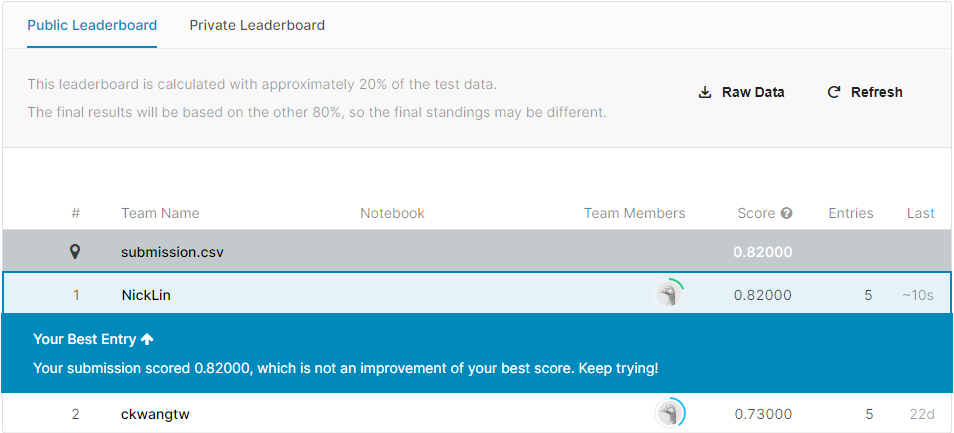 Public Leaderboard Private Leaderboard
This leaderboard is calculated with approximately 20% of the test data.
The final results will be based on the other 80%, so the final standings may be different.
Raw Data Refresh
# Team Name Notebook Team Members Score Entries Last
submission.csv 0.82000
1 NickLin 0.82000 5 ~10s
Your Best Entry
Your submission scored 0.82000, which is not an improvement of your best score. Keep trying!
2 ckwangtw 0.73000 5 22d